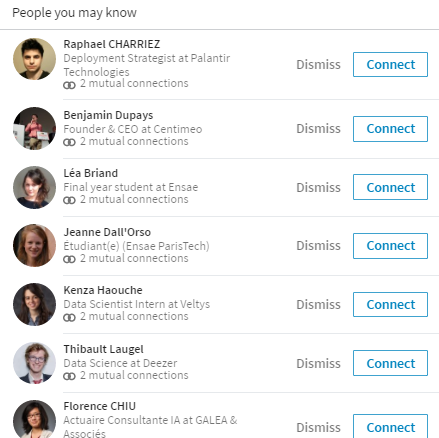 People you may know
Raphael CHARRIEZ
Deployment Strategist at Palantir
Technologies
2 mutual connections
Dismiss
Connect
Benjamin Dupays
Founder & CEO at Centimeo
2 mutual connections
Dismiss
Connect
Léa Briand
Final year student at Ensae
2 mutual connections
Dismiss
Connect
Jeanne Dall'Orso
Étudiant(e) (Ensae ParisTech)
2 mutual connections
Dismiss
Connect
Kenza Haouche
Data Scientist Intern at Veltys
2 mutual connections
Dismiss
Connect
Thibault Laugel
Data Science at Deezer
2 mutual connections
Dismiss
Connect
Florence CHIU
Actuaire Consultante IA at GALEA &
Associés
Dismiss
Connect